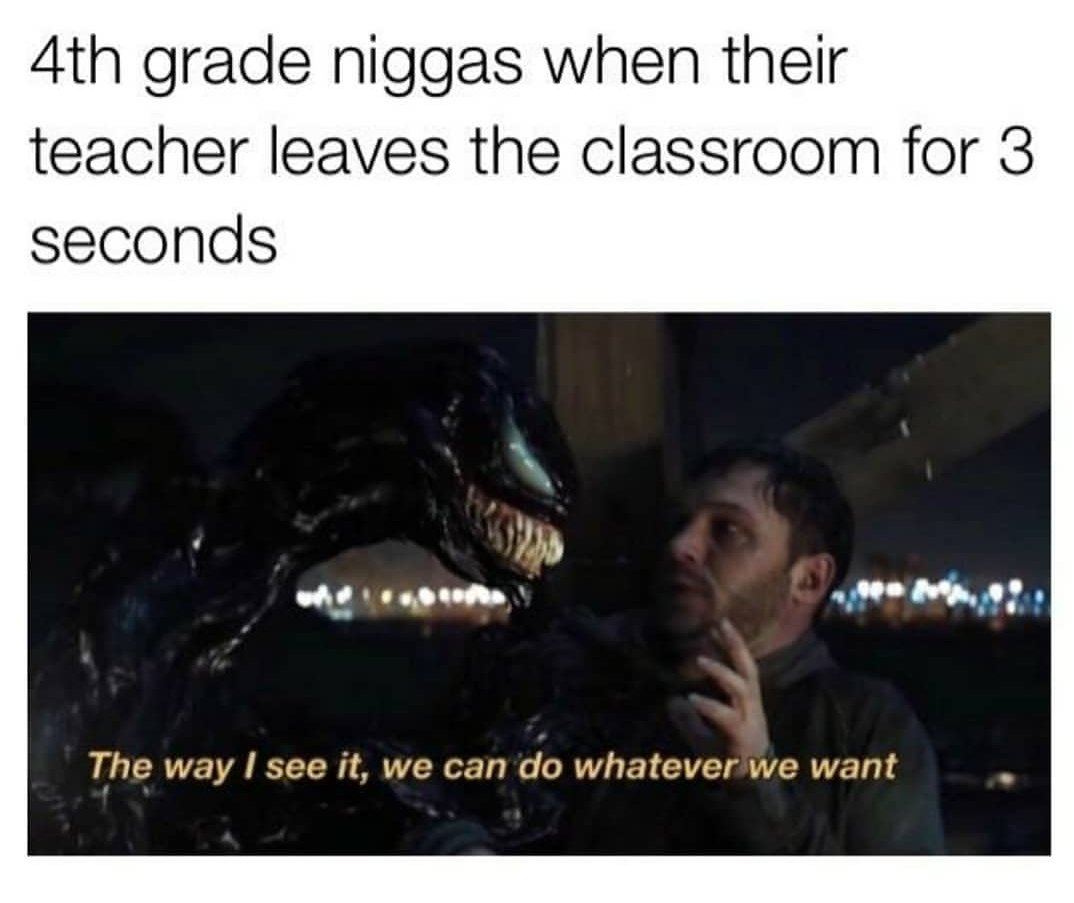 4th grade niggas when their
teacher leaves the classroom for 3
seconds
The way I see it, we can do whatever we want